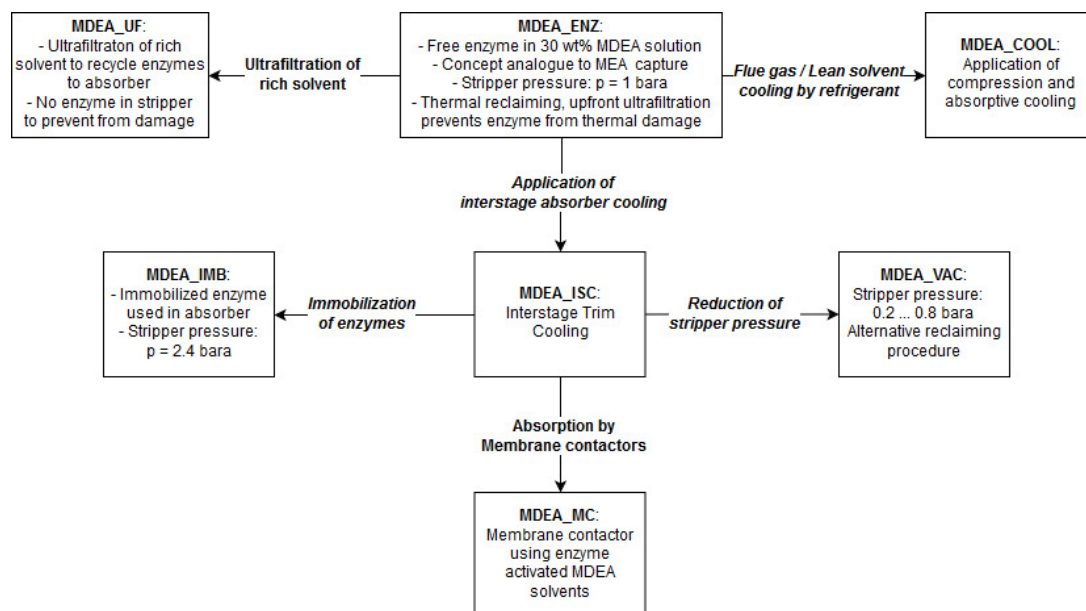 MDEA_UF:
- Ultrafiltraton of rich
solvent to recycle enzymes
to absorber
- No enzyme in stripper
to prevent from damage
Ultrafiltration of
rich solvent
MDEA_ENZ:
- Free enzyme in 30 wt% MDEA solution
- Concept analogue to MEA capture
- Stripper pressure: p = 1 bara
- Thermal reclaiming, upfront ultrafiltration
prevents enzyme from thermal damage
Flue gas / Lean solvent
cooling by refrigerant
MDEA_COOL:
Application of
compression and
absorptive cooling
Application of
interstage absorber cooling
MDEA_IMB:
- Immobilized enzyme
used in absorber
- Stripper pressure:
p = 2.4 bara
Immobilization
of enzymes
MDEA_ISC:
Interstage Trim
Cooling
Reduction of
stripper pressure
MDEA_VAC:
Stripper pressure:
0.2 ... 0.8 bara
Alternative reclaiming
procedure
Absorption by
Membrane contactors
MDEA_MC:
Membrane contactor
using enzyme
activated MDEA
solvents